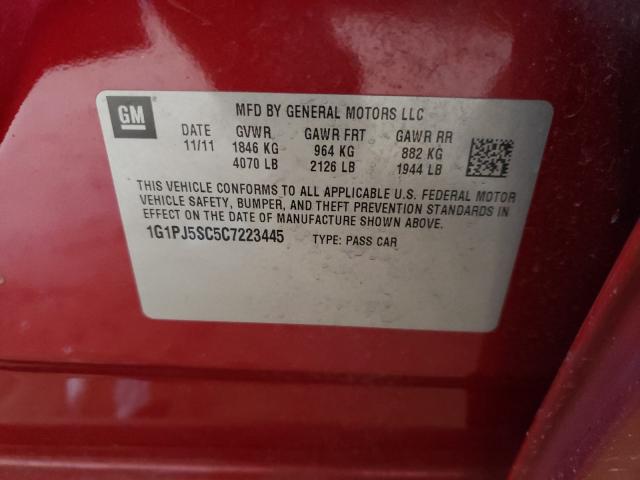 GM
MFD BY GENERAL MOTORS LLC
DATE GVWR GAWR FRT GAWR RR
11/11 1846 KG 964 KG 882 KG
4070 LB 2126 LB 1944 LB
THIS VEHICLE CONFORMS TO ALL APPLICABLE U.S. FEDERAL MOTOR
VEHICLE SAFETY, BUMPER, AND THEFT PREVENTION STANDARDS IN
EFFECT ON THE DATE OF MANUFACTURE SHOWN ABOVE.
1G1PJ5SC5C7223445 TYPE: PASS CAR